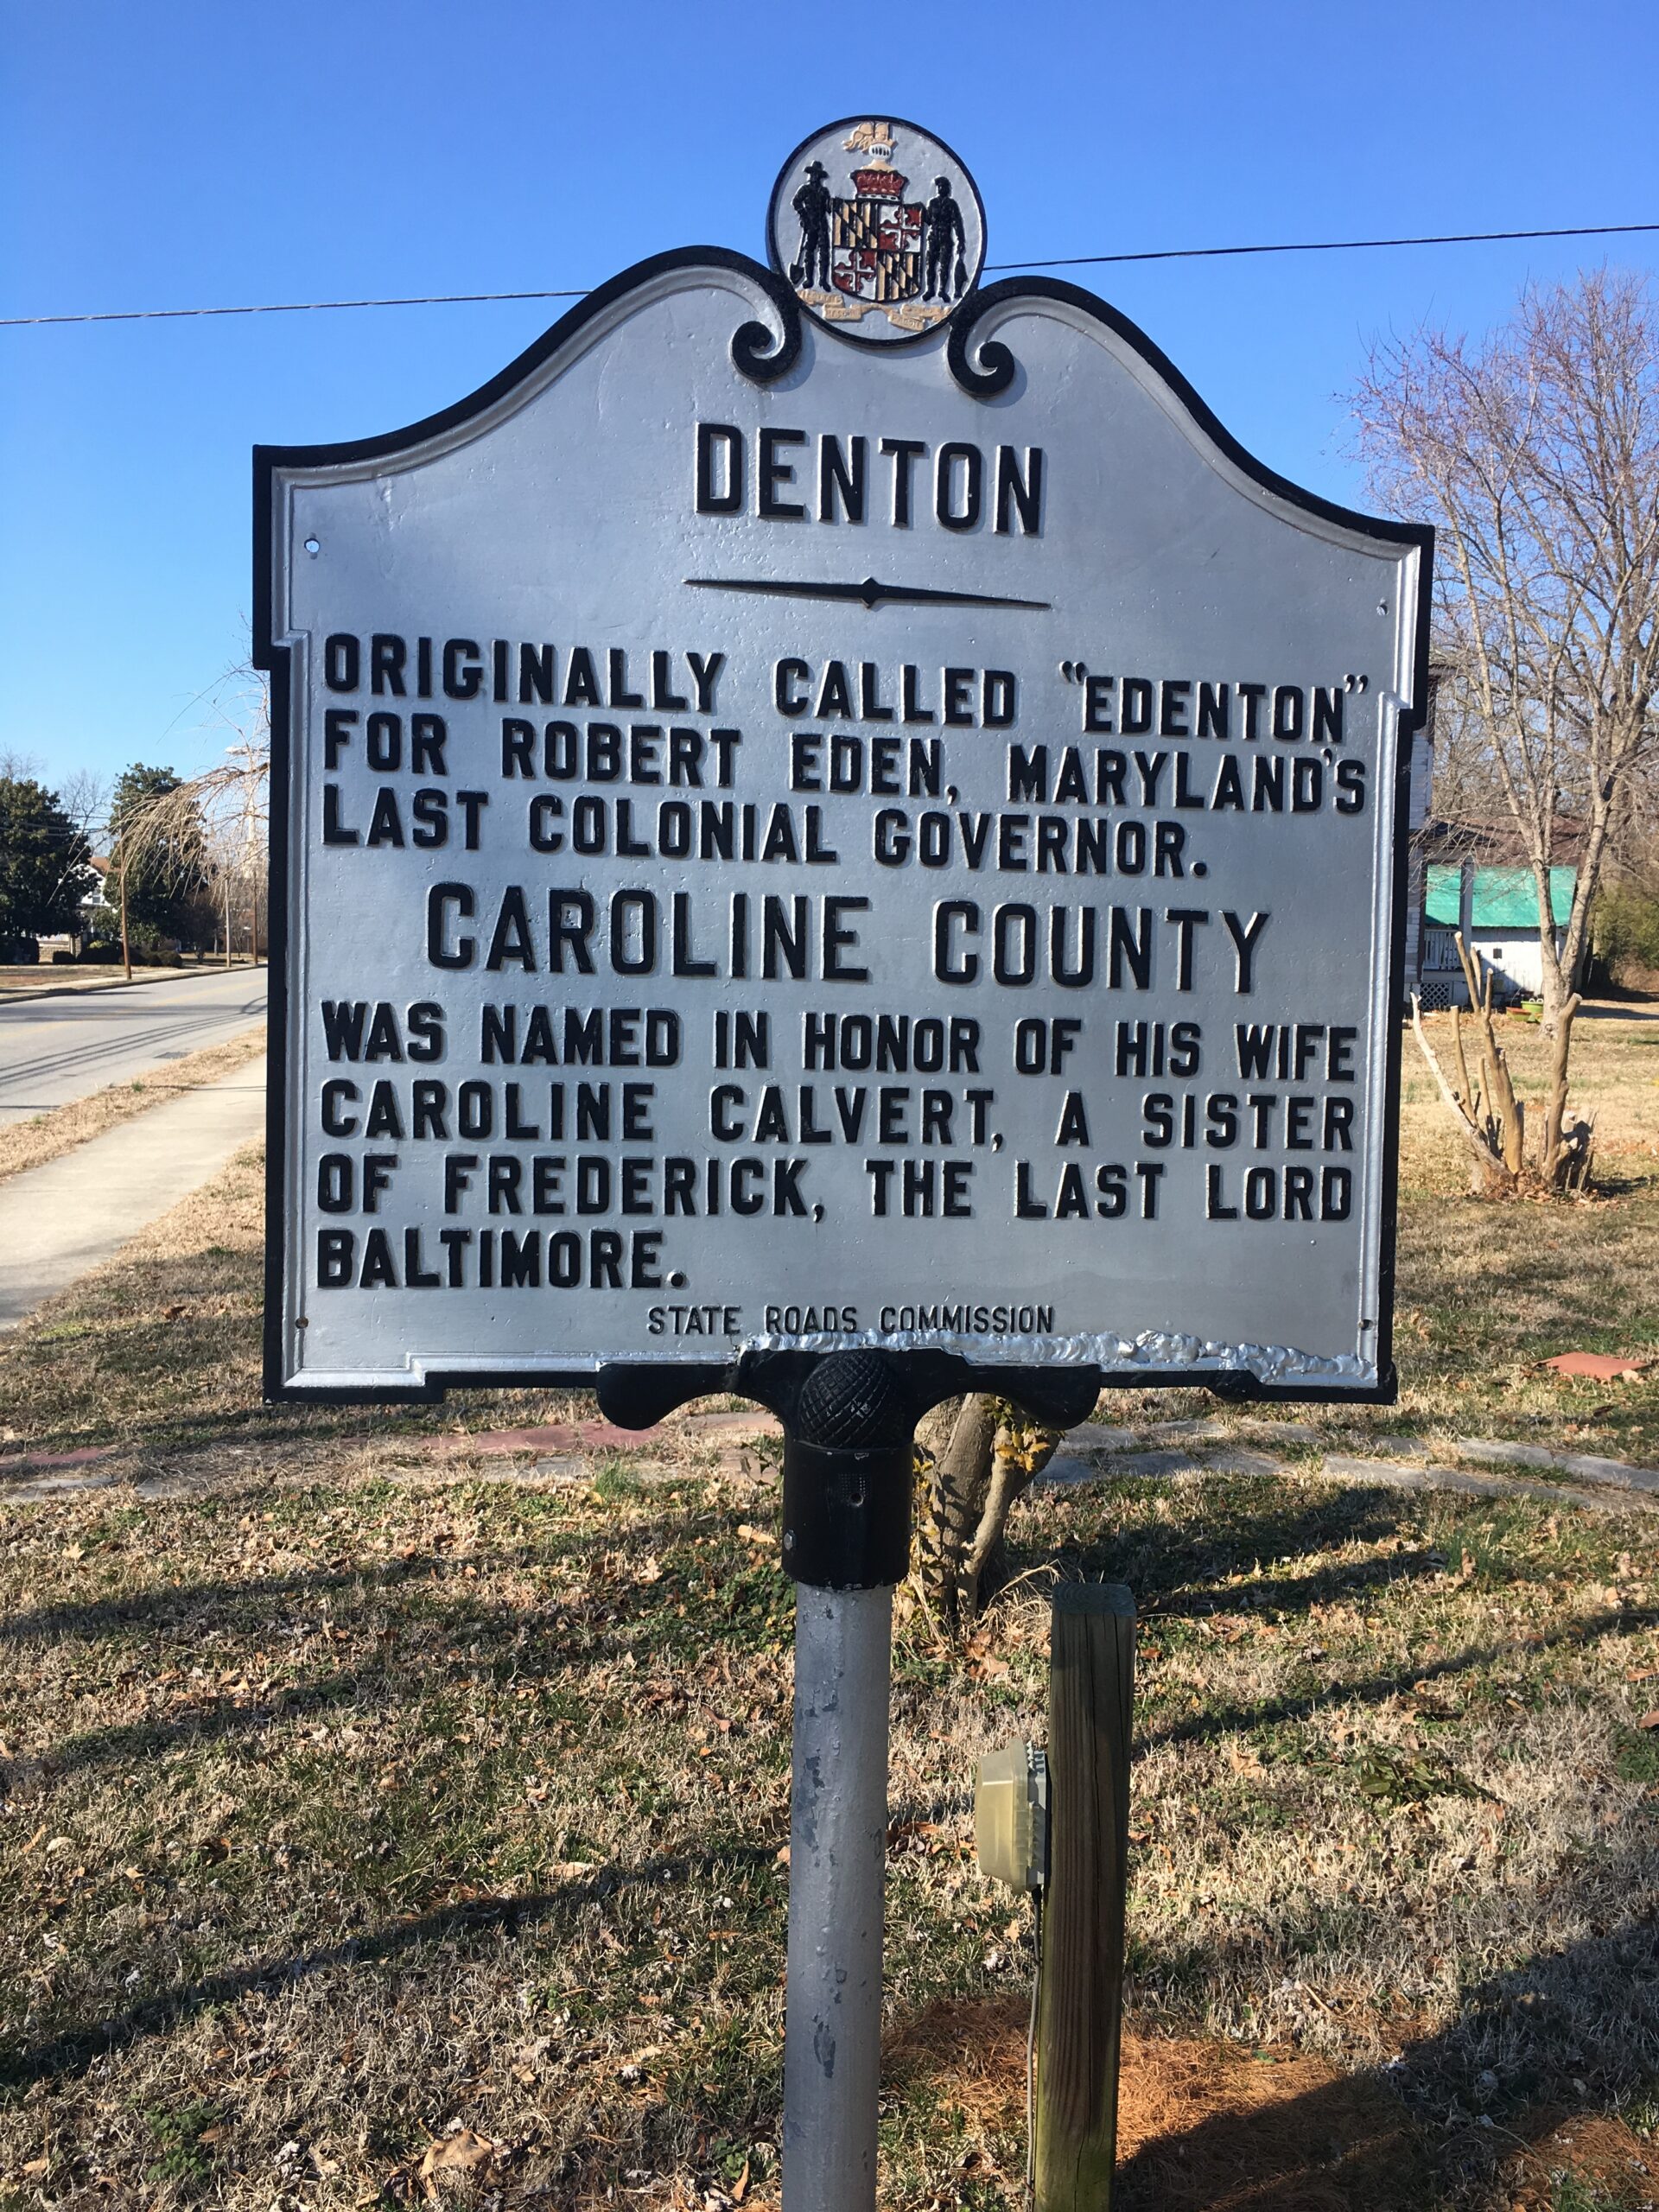 DENTON
ORIGINALLY CALLED “EDENTON”
FOR ROBERT EDEN, MARYLAND'S
LAST COLONIAL GOVERNOR.
CAROLINE COUNTY
WAS NAMED IN HONOR OF HIS WIFE
CAROLINE CALVERT, A SISTER
OF FREDERICK, THE LAST LORD
BALTIMORE.
STATE ROADS COMMISSION